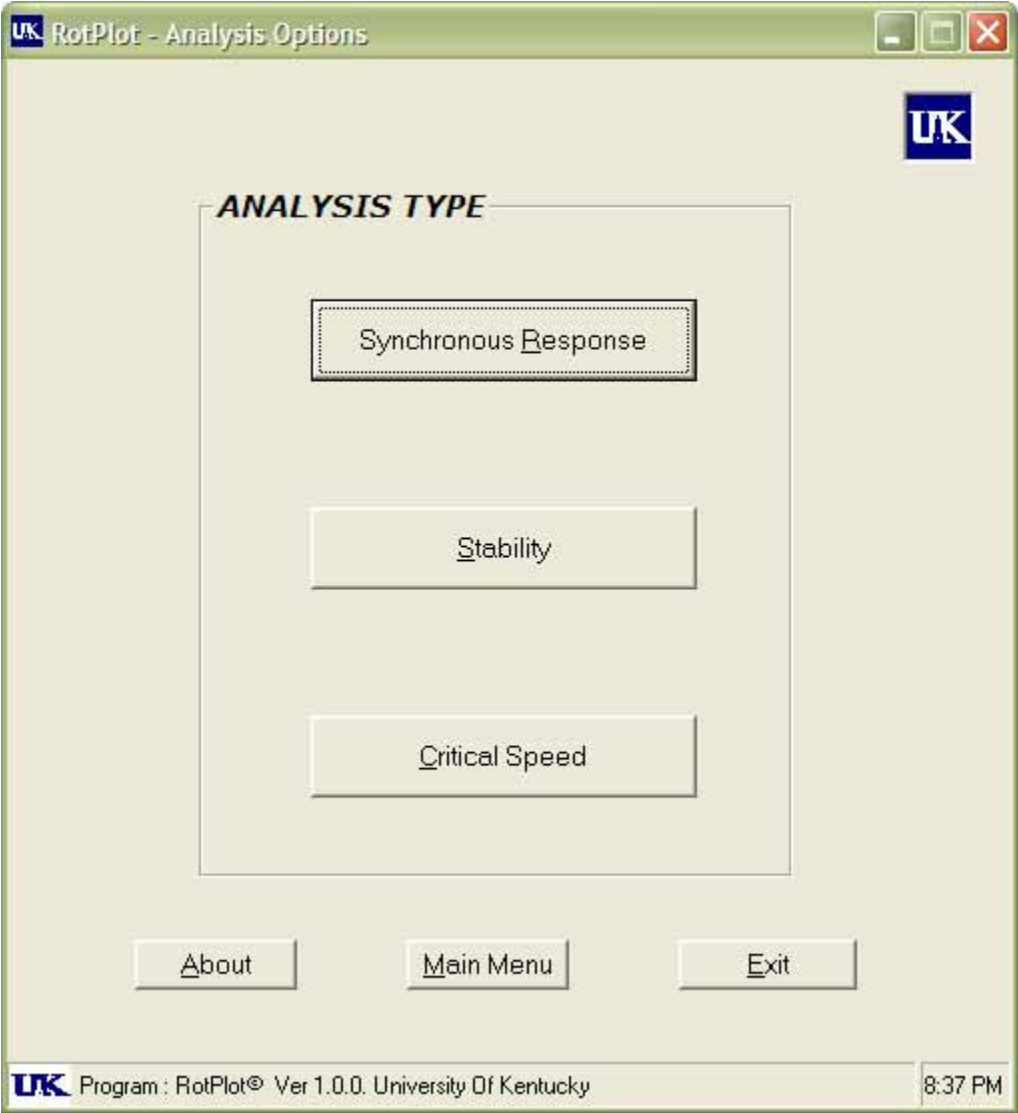 UK RotPlot - Analysis Options
UK
ANALYSIS TYPE
Synchronous Response
Stability
Critical Speed
About
Main Menu
Exit
UK Program : RotPlot© Ver 1.0.0. University Of Kentucky
8:37 PM